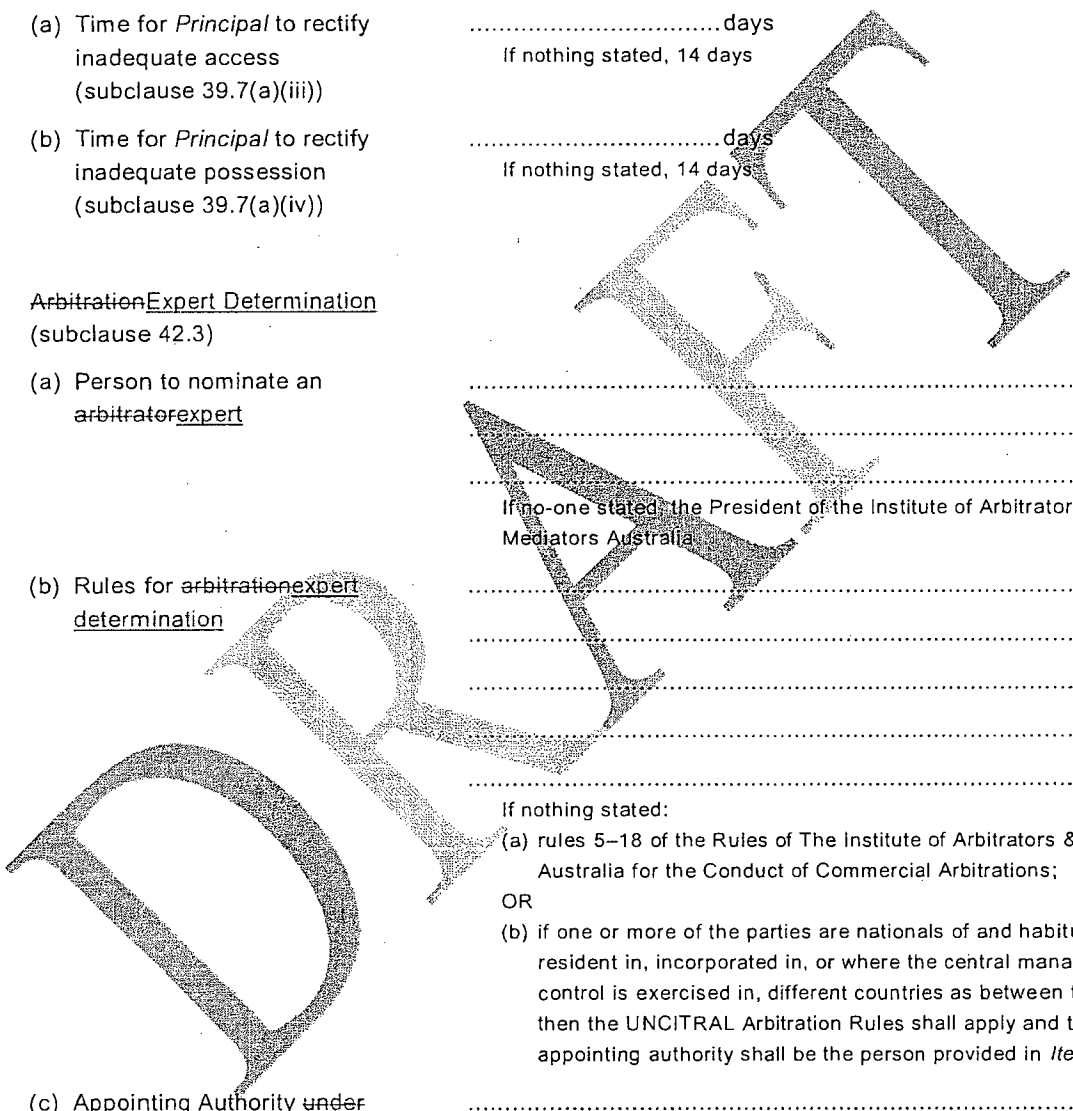 (a) Time for Principal to rectify ................................ days
inadequate access If nothing stated, 14 days
(subclause 39.7(a)(iii))
(b) Time for Principal to rectify ................................ days
inadequate possession If nothing stated, 14 days
(subclause 39.7(a)(iv))
ArbitrationExpert Determination
(subclause 42.3)
(a) Person to nominate an
arbitratorexpert
If no-one stated, the President of the Institute of Arbitrator
Mediators Australia
(b) Rules for arbitrationexpert
determination
If nothing stated:
(a) rules 5–18 of the Rules of The Institute of Arbitrators &
Australia for the Conduct of Commercial Arbitrations;
OR
(b) if one or more of the parties are nationals of and habitu
resident in, incorporated in, or where the central mana
control is exercised in, different countries as between t
then the UNCITRAL Arbitration Rules shall apply and t
appointing authority shall be the person provided in Ite
(c) Appointing Authority under
DRAFT